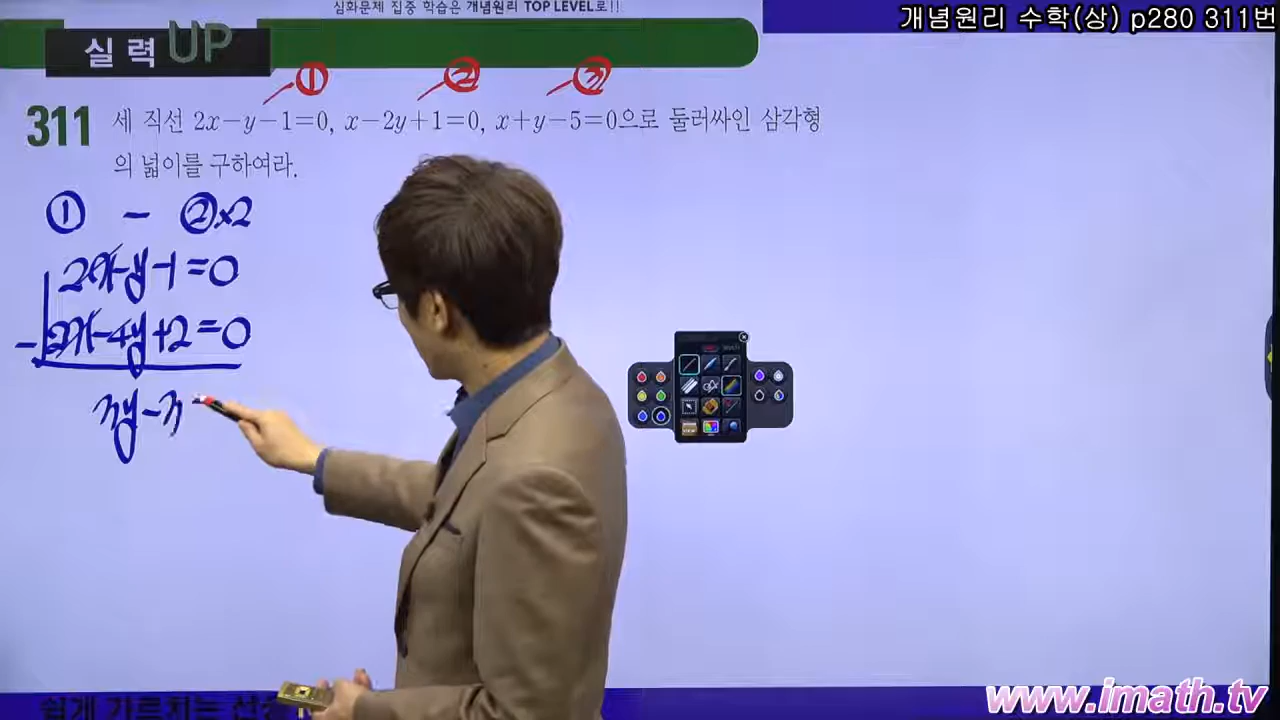 심화문제 집중 학습은 개념원리 TOP LEVEL로!!
개념원리 수학(상) p280 311번
실력 UP
① ② ③
311 세 직선 2x-y-1=0, x-2y+1=0, x+y-5=0으로 둘러싸인 삼각형
의 넓이를 구하여라.
① - ②×2
2x-y-1=0
-2x-4y+2=0
3y-3
www.imath.tv